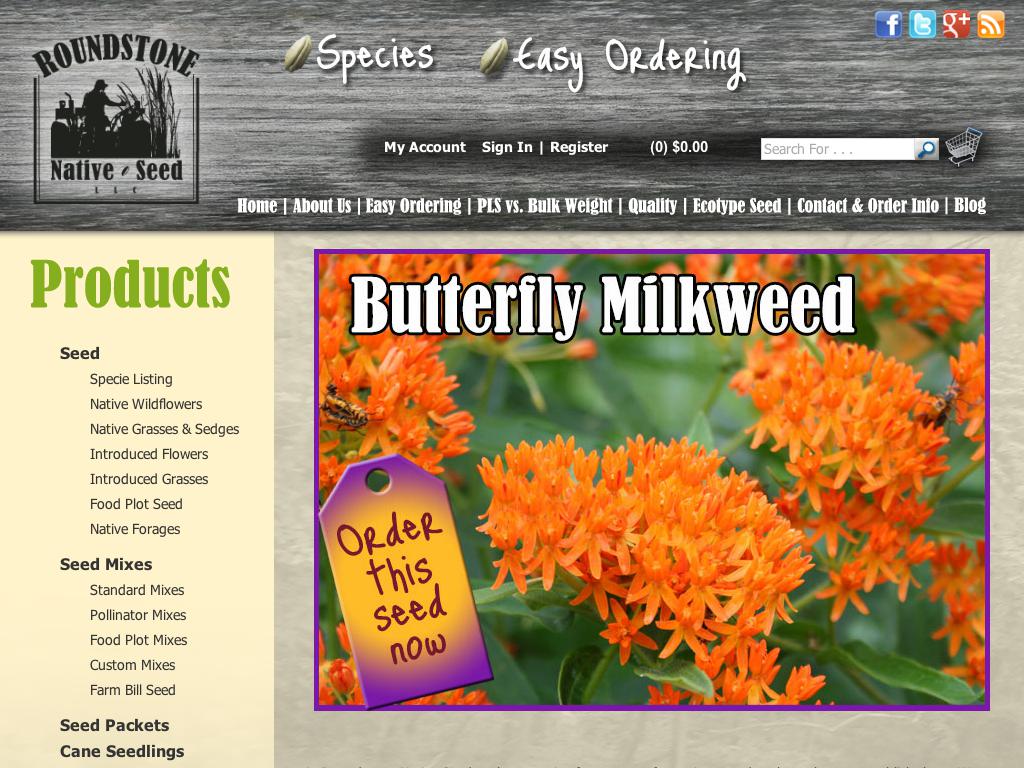 ROUNDSTONE
Native Seed
LLC
Species
Easy Ordering
My Account
Sign In | Register
(0) $0.00
Search For . . .
Home | About Us | Easy Ordering | PLS vs. Bulk Weight | Quality | Ecotype Seed | Contact & Order Info | Blog
Products
Seed
Specie Listing
Native Wildflowers
Native Grasses & Sedges
Introduced Flowers
Introduced Grasses
Food Plot Seed
Native Forages
Seed Mixes
Standard Mixes
Pollinator Mixes
Food Plot Mixes
Custom Mixes
Farm Bill Seed
Seed Packets
Cane Seedlings
Butterfly Milkweed
Order
this
seed
now